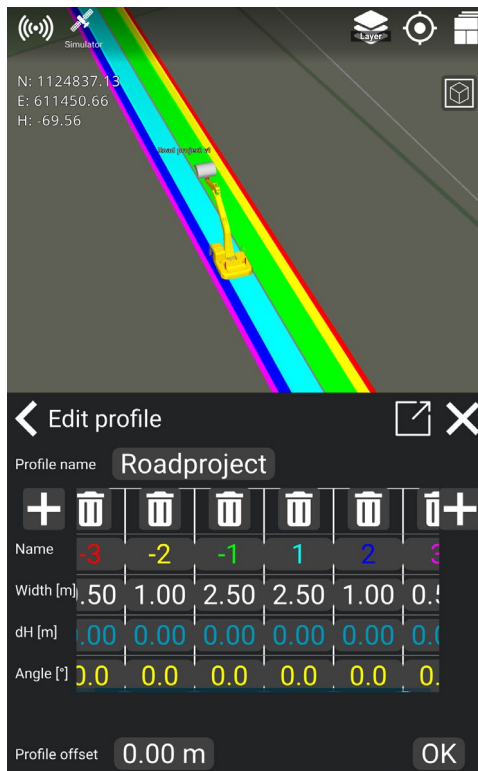 Simulator
Layer
N: 1124837.13
E: 611450.66
H: -69.56
Road project v1
Edit profile
Profile name Roadproject
Name -3 -2 -1 1 2 3
Width [m] .50 1.00 2.50 2.50 1.00 0.5
dH [m] .00 0.00 0.00 0.00 0.00 0.0
Angle [°] 0.0 0.0 0.0 0.0 0.0 0.
Profile offset 0.00 m OK